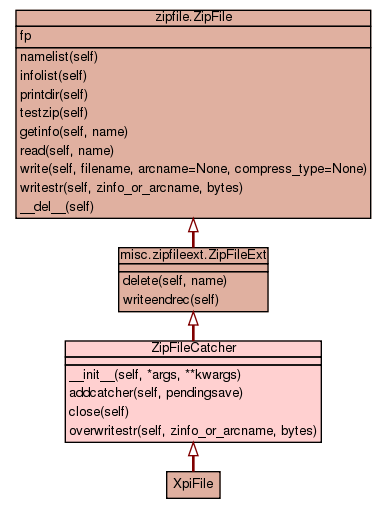 zipfile.ZipFile
fp
namelist(self)
infolist(self)
printdir(self)
testzip(self)
getinfo(self, name)
read(self, name)
write(self, filename, arcname=None, compress_type=None)
writestr(self, zinfo_or_arcname, bytes)
__del__(self)
misc.zipfileext.ZipFileExt
delete(self, name)
writeendrec(self)
ZipFileCatcher
__init__(self, *args, **kwargs)
addcatcher(self, pendingsave)
close(self)
overwritestr(self, zinfo_or_arcname, bytes)
XpiFile